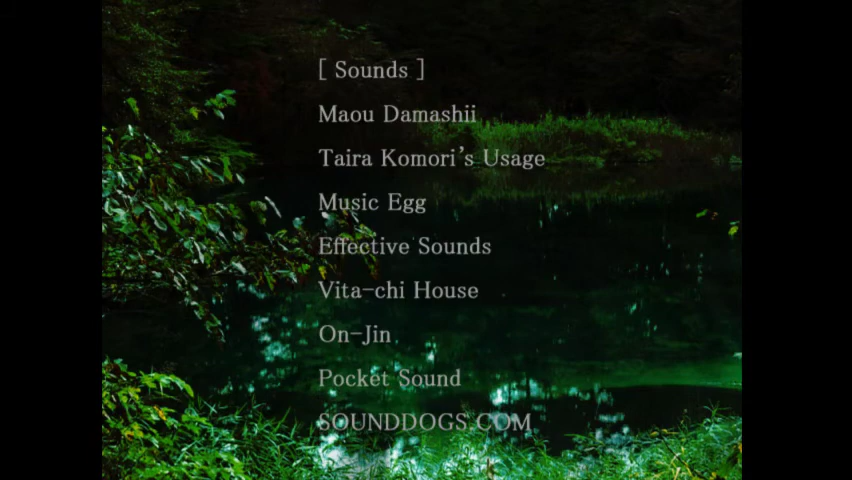 [ Sounds ]
Maou Damashii
Taira Komori’s Usage
Music Egg
Effective Sounds
Vita-chi House
On-Jin
Pocket Sound
SOUNDDOGS.COM